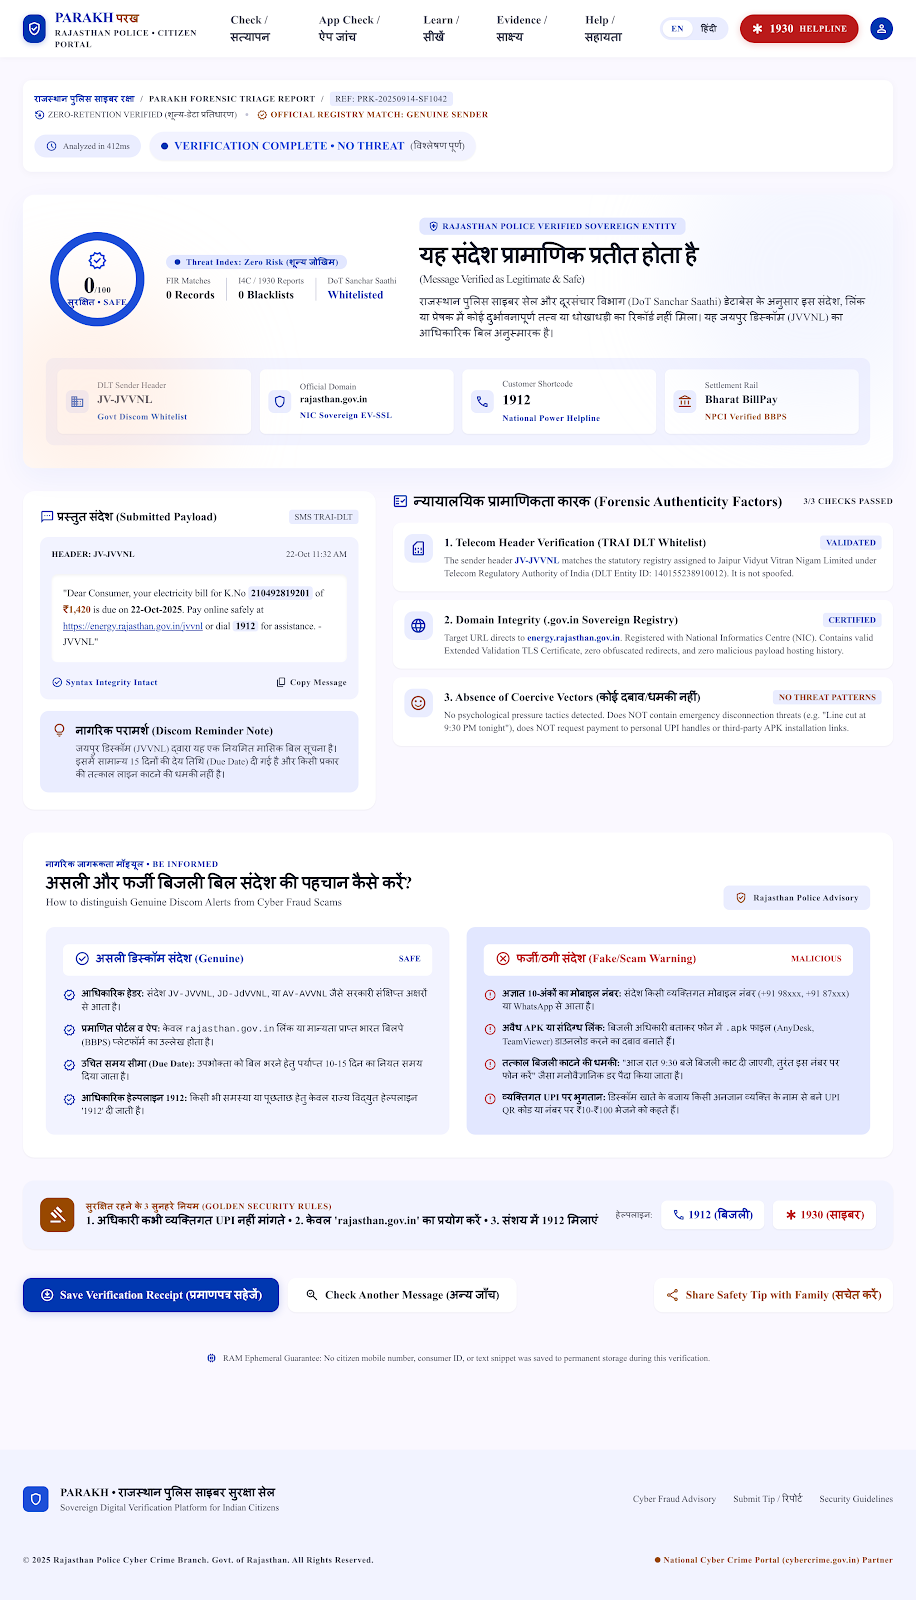 PARAKH परख
RAJASTHAN POLICE • CITIZEN
PORTAL
Check /
सत्यापन
App Check /
ऐप जांच
Learn /
सीखें
Evidence /
साक्ष्य
Help /
सहायता
EN हिंदी
1930 HELPLINE
राजस्थान पुलिस साइबर रक्षा / PARAKH FORENSIC TRIAGE REPORT / REF: PRK-20250914-SF1042
ZERO-RETENTION VERIFIED (शून्य-डेटा प्रतिधारण) • OFFICIAL REGISTRY MATCH: GENUINE SENDER
Analyzed in 412ms
VERIFICATION COMPLETE • NO THREAT (विश्लेषण पूर्ण)
0/100
सुरक्षित • SAFE
Threat Index: Zero Risk (शून्य जोखिम)
FIR Matches
0 Records
I4C / 1930 Reports
0 Blacklists
DoT Sanchar Saathi
Whitelisted
RAJASTHAN POLICE VERIFIED SOVEREIGN ENTITY
यह संदेश प्रामाणिक प्रतीत होता है
(Message Verified as Legitimate & Safe)
राजस्थान पुलिस साइबर सेल और दूरसंचार विभाग (DoT Sanchar Saathi) डेटाबेस के अनुसार इस संदेश, लिंक
या प्रेषक में कोई दुर्भावनापूर्ण तत्व या धोखाधड़ी का रिकॉर्ड नहीं मिला। यह जयपुर डिस्कॉम (JVVNL) का
आधिकारिक बिल अनुस्मारक है।
DLT Sender Header
JV-JVVNL
Govt Discom Whitelist
Official Domain
rajasthan.gov.in
NIC Sovereign EV-SSL
Customer Shortcode
1912
National Power Helpline
Settlement Rail
Bharat BillPay
NPCI Verified BBPS
प्रस्तुत संदेश (Submitted Payload)
SMS TRAI-DLT
HEADER: JV-JVVNL
22-Oct 11:32 AM
"Dear Consumer, your electricity bill for K.No 210492819201 of
₹1,420 is due on 22-Oct-2025. Pay online safely at
https://energy.rajasthan.gov.in/jvvnl or dial 1912 for assistance. -
JVVNL"
Syntax Integrity Intact
Copy Message
नागरिक परामर्श (Discom Reminder Note)
जयपुर डिस्कॉम (JVVNL) द्वारा यह एक नियमित मासिक बिल सूचना है।
इसमें सामान्य 15 दिनों की देय तिथि (Due Date) दी गई है और किसी प्रकार
की तत्काल लाइन काटने की धमकी नहीं है।
न्यायालयिक प्रामाणिकता कारक (Forensic Authenticity Factors)
3/3 CHECKS PASSED
1. Telecom Header Verification (TRAI DLT Whitelist)
VALIDATED
The sender header JV-JVVNL matches the statutory registry assigned to Jaipur Vidyut Vitran Nigam Limited under
Telecom Regulatory Authority of India (DLT Entity ID: 140155238910012). It is not spoofed.
2. Domain Integrity (.gov.in Sovereign Registry)
CERTIFIED
Target URL directs to energy.rajasthan.gov.in. Registered with National Informatics Centre (NIC). Contains valid
Extended Validation TLS Certificate, zero obfuscated redirects, and zero malicious payload hosting history.
3. Absence of Coercive Vectors (कोई दबाव/धमकी नहीं)
NO THREAT PATTERNS
No psychological pressure tactics detected. Does NOT contain emergency disconnection threats (e.g. "Line cut at
9:30 PM tonight"), does NOT request payment to personal UPI handles or third-party APK installation links.
नागरिक जागरूकता मॉड्यूल • BE INFORMED
असली और फर्जी बिजली बिल संदेश की पहचान कैसे करें?
How to distinguish Genuine Discom Alerts from Cyber Fraud Scams
Rajasthan Police Advisory
असली डिस्कॉम संदेश (Genuine)
SAFE
आधिकारिक हेडर: संदेश JV-JVVNL, JD-JdVVNL, या AV-AVVNL जैसे सरकारी संक्षिप्त अक्षरों
से आता है।
प्रमाणित पोर्टल व ऐप: केवल rajasthan.gov.in लिंक या मान्यता प्राप्त भारत बिलपे
(BBPS) प्लेटफॉर्म का उल्लेख होता है।
उचित समय सीमा (Due Date): उपभोक्ता को बिल भरने हेतु पर्याप्त 10-15 दिन का नियत समय
दिया जाता है।
आधिकारिक हेल्पलाइन 1912: किसी भी समस्या या पूछताछ हेतु केवल राज्य विद्युत हेल्पलाइन
'1912' दी जाती है।
फर्जी/ठगी संदेश (Fake/Scam Warning)
MALICIOUS
अज्ञात 10-अंकों का मोबाइल नंबर: संदेश किसी व्यक्तिगत मोबाइल नंबर (+91 98xxx, +91 87xxx)
या WhatsApp से आता है।
अवैध APK या संदिग्ध लिंक: बिजली अधिकारी बताकर फोन में .apk फाइल (AnyDesk,
TeamViewer) डाउनलोड करने का दबाव बनाते हैं।
तत्काल बिजली काटने की धमकी: "आज रात 9:30 बजे बिजली काट दी जाएगी, तुरंत इस नंबर पर
फोन करें" जैसा मनोवैज्ञानिक डर पैदा किया जाता है।
व्यक्तिगत UPI पर भुगतान: डिस्कॉम खाते के बजाय किसी अनजान व्यक्ति के नाम से बने UPI
QR कोड या नंबर पर ₹10-₹100 भेजने को कहते हैं।
सुरक्षित रहने के 3 सुनहरे नियम (GOLDEN SECURITY RULES)
1. अधिकारी कभी व्यक्तिगत UPI नहीं मांगते • 2. केवल 'rajasthan.gov.in' का प्रयोग करें • 3. संशय में 1912 मिलाएं
हेल्पलाइन:
1912 (बिजली)
1930 (साइबर)
Save Verification Receipt (प्रमाणपत्र सहेजें)
Check Another Message (अन्य जाँच)
Share Safety Tip with Family (सचेत करें)
RAM Ephemeral Guarantee: No citizen mobile number, consumer ID, or text snippet was saved to permanent storage during this verification.
PARAKH • राजस्थान पुलिस साइबर सुरक्षा सेल
Sovereign Digital Verification Platform for Indian Citizens
Cyber Fraud Advisory
Submit Tip / रिपोर्ट
Security Guidelines
© 2025 Rajasthan Police Cyber Crime Branch. Govt. of Rajasthan. All Rights Reserved.
National Cyber Crime Portal (cybercrime.gov.in) Partner